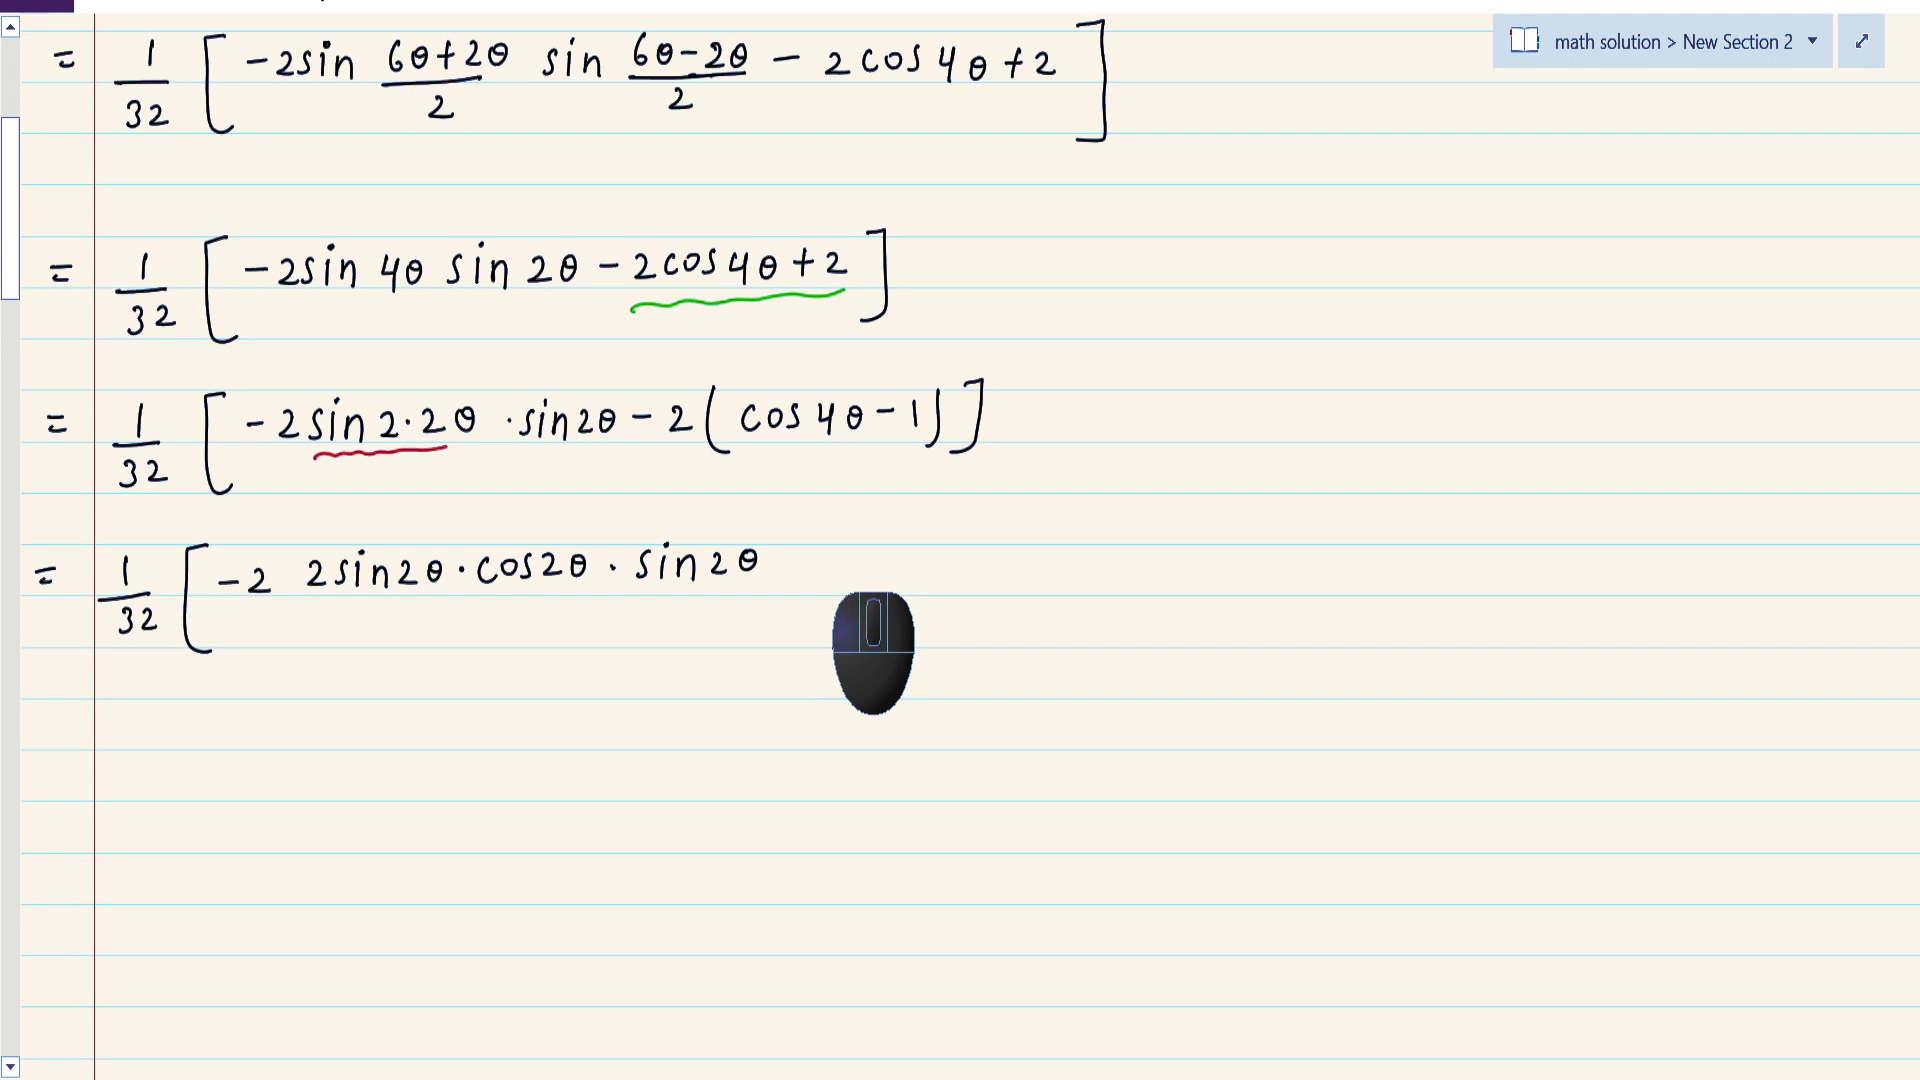 math solution > New Section 2
= 1/32 [ -2sin (6θ+2θ)/2 sin (6θ-2θ)/2 - 2cos4θ+2 ]
= 1/32 [ -2sin 4θ sin 2θ - 2cos4θ+2 ]
= 1/32 [ -2sin2·2θ ·sin2θ - 2( cos4θ-1) ]
= 1/32 [ -2 2sin2θ·cos2θ · sin2θ